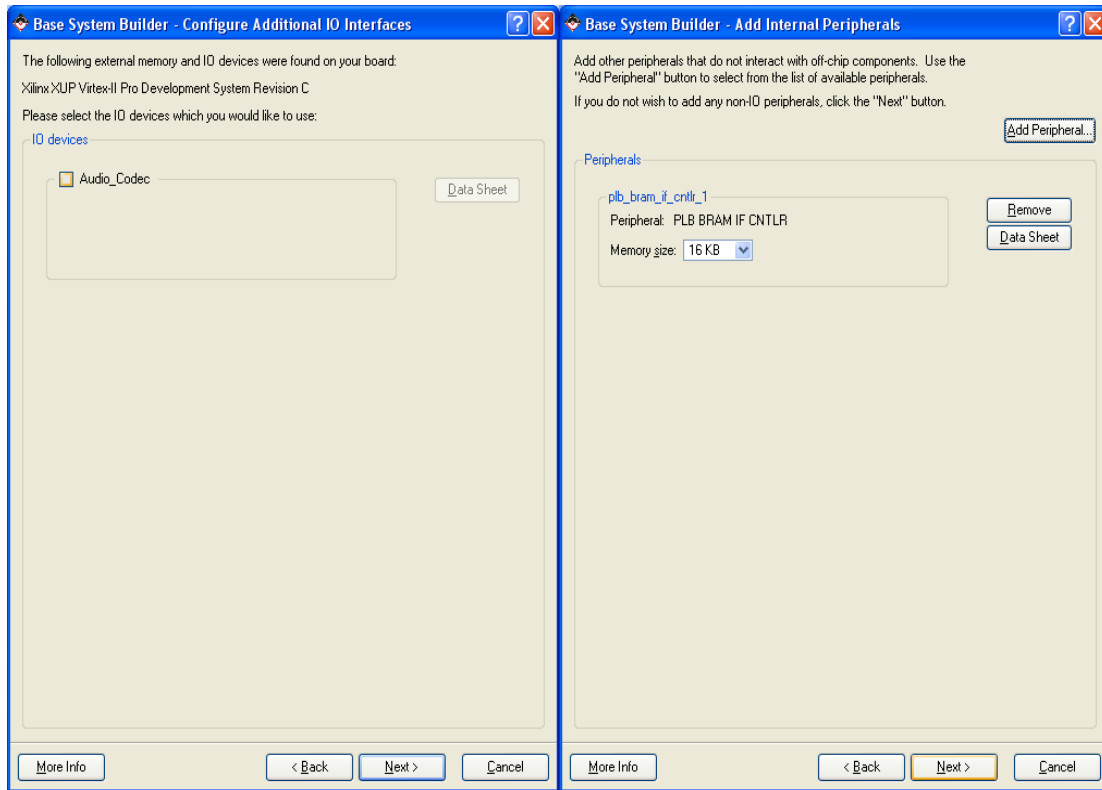 Base System Builder - Configure Additional IO Interfaces
The following external memory and IO devices were found on your board:
Xilinx XUP Virtex-II Pro Development System Revision C
Please select the IO devices which you would like to use:
IO devices
Audio_Codec
Data Sheet
More Info
< Back
Next >
Cancel
Base System Builder - Add Internal Peripherals
Add other peripherals that do not interact with off-chip components. Use the
"Add Peripheral" button to select from the list of available peripherals.
If you do not wish to add any non-IO peripherals, click the "Next" button.
Add Peripheral...
Peripherals
plb_bram_if_cntlr_1
Peripheral: PLB BRAM IF CNTLR
Remove
Memory size: 16 KB
Data Sheet
More Info
< Back
Next >
Cancel